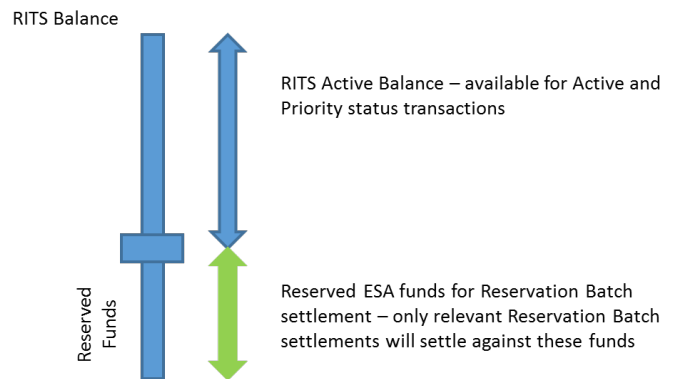 RITS Balance
RITS Active Balance – available for Active and
Priority status transactions
Reserved
Funds
Reserved ESA funds for Reservation Batch
settlement – only relevant Reservation Batch
settlements will settle against these funds